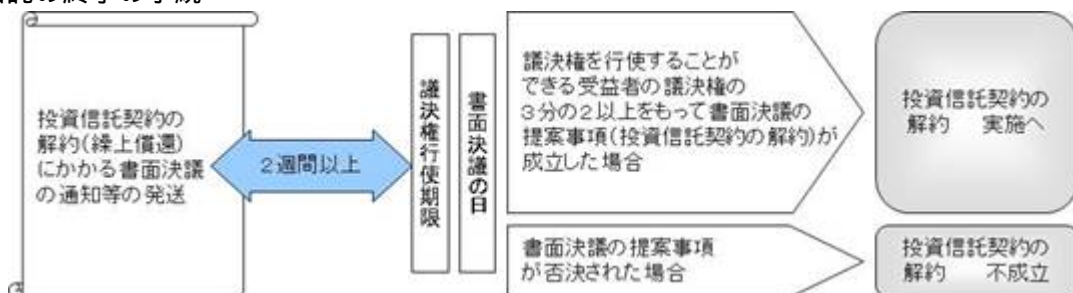 投資信託契約の
解約(繰上償還)
にかかる書面決議
の通知等の発送
2週間以上
議決権行使期限
書面決議の日
議決権を行使することが
できる受益者の議決権の
3分の2以上をもって書面決議の
提案事項(投資信託契約の解約)が
成立した場合
投資信託契約の
解約 実施へ
書面決議の提案事項
が否決された場合
投資信託契約の
解約 不成立